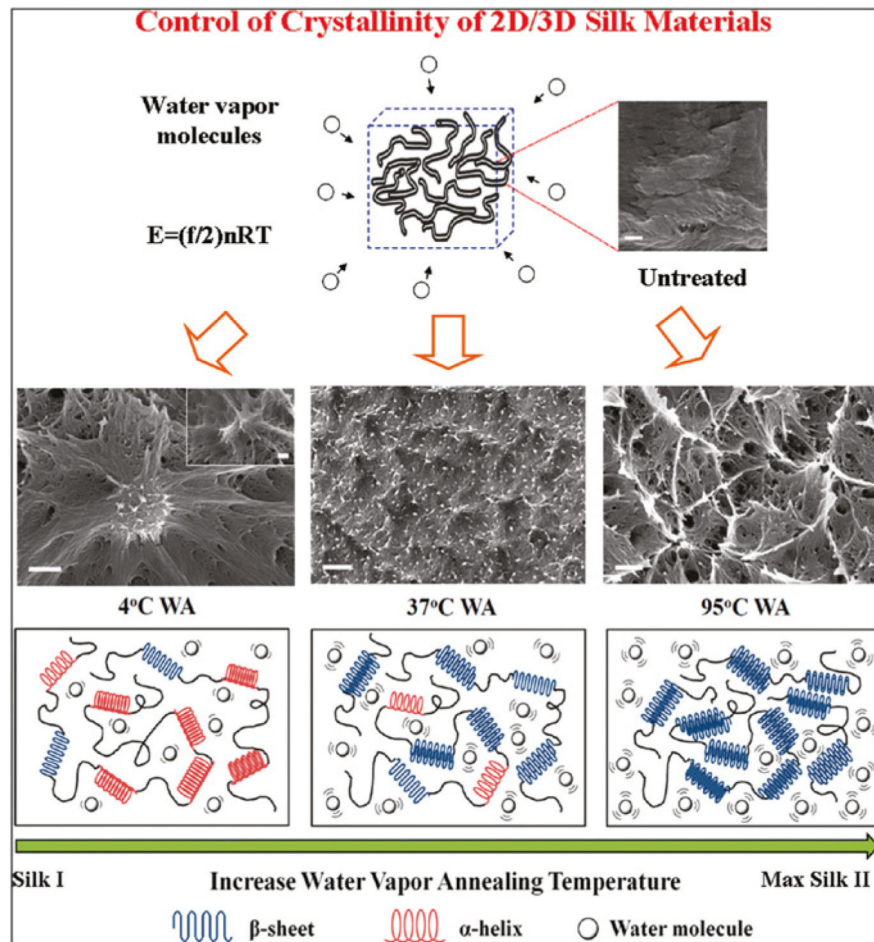 Control of Crystallinity of 2D/3D Silk Materials
Water vapor
molecules
E=(f/2)nRT
Untreated
4°C WA
37°C WA
95°C WA
Silk I
Increase Water Vapor Annealing Temperature
Max Silk II
β-sheet
α-helix
Water molecule